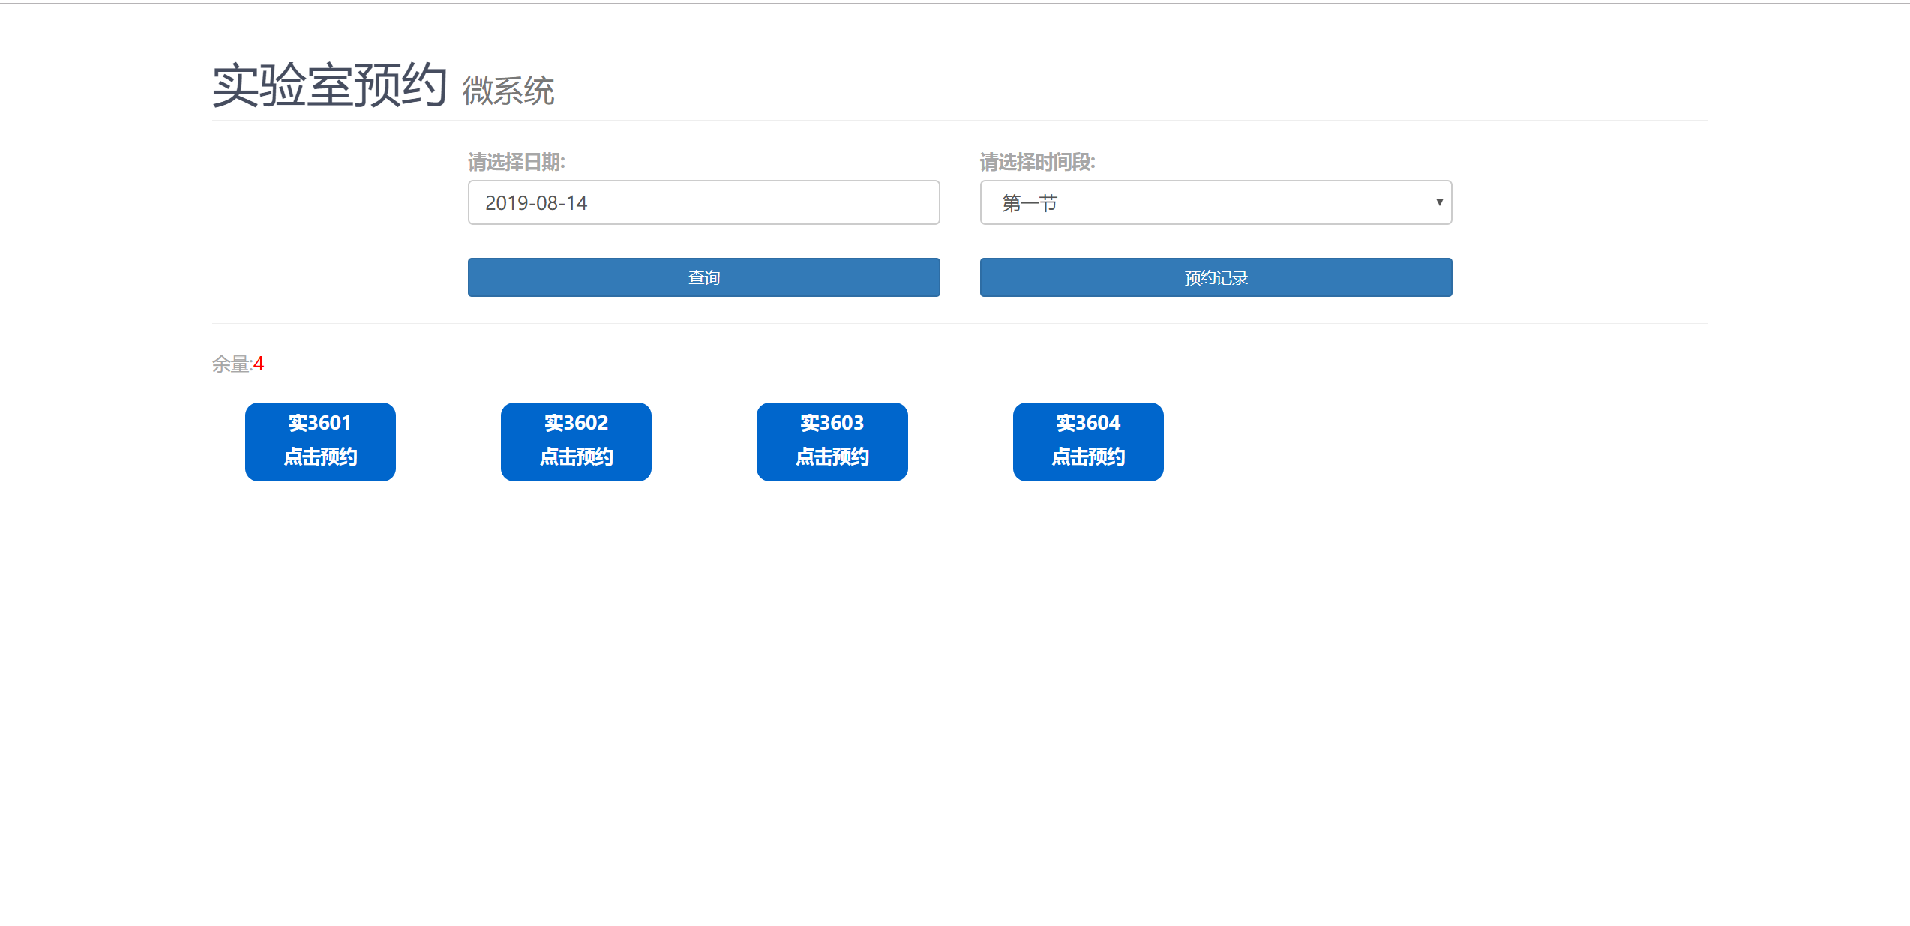 实验室预约 微系统
请选择日期: 请选择时间段:
2019-08-14 第一节
查询 预约记录
余量:4
实3601 实3602 实3603 实3604
点击预约 点击预约 点击预约 点击预约